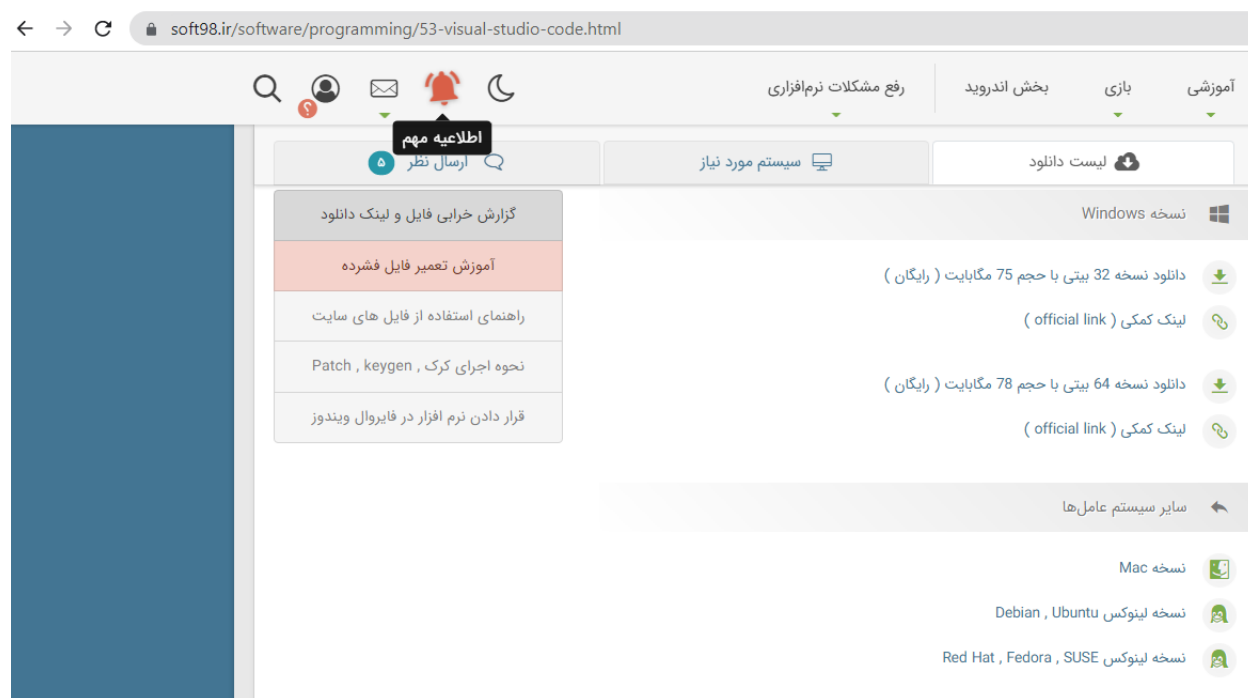 soft98.ir/software/programming/53-visual-studio-code.html
آموزشی
بازی
بخش اندروید
رفع مشکلات نرم‌افزاری
؟
اطلاعیه مهم
لیست دانلود
سیستم مورد نیاز
ارسال نظر ۵
نسخه Windows
دانلود نسخه 32 بیتی با حجم 75 مگابایت ( رایگان )
لینک کمکی ( official link )
دانلود نسخه 64 بیتی با حجم 78 مگابایت ( رایگان )
لینک کمکی ( official link )
سایر سیستم عامل‌ها
نسخه Mac
نسخه لینوکس Debian , Ubuntu
نسخه لینوکس Red Hat , Fedora , SUSE
گزارش خرابی فایل و لینک دانلود
آموزش تعمیر فایل فشرده
راهنمای استفاده از فایل های سایت
نحوه اجرای کرک , Patch , keygen
قرار دادن نرم افزار در فایروال ویندوز